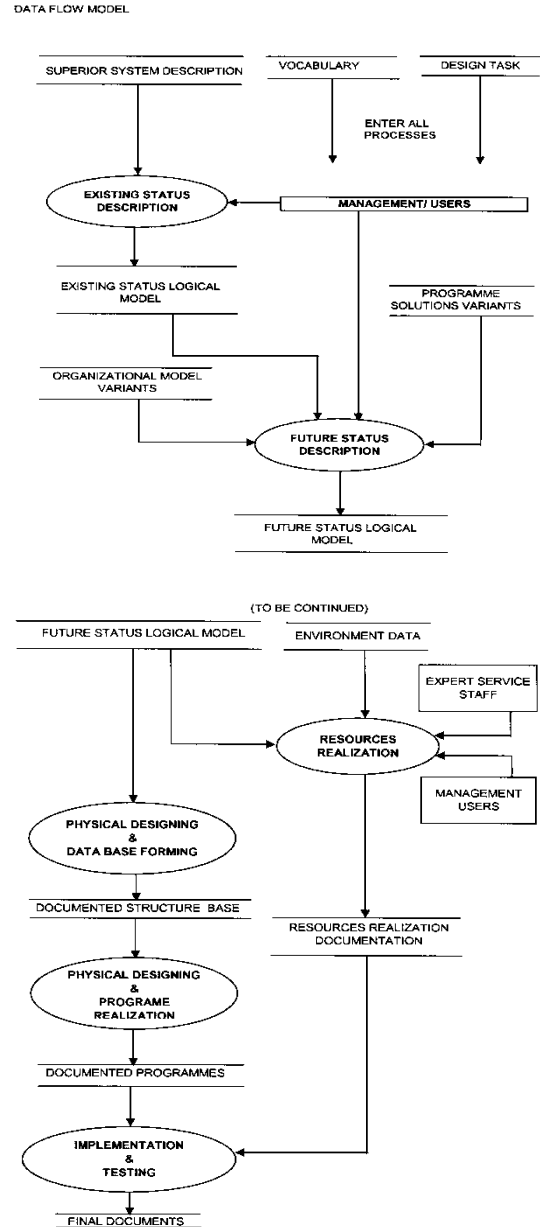 DATA FLOW MODEL
SUPERIOR SYSTEM DESCRIPTION
VOCABULARY
DESIGN TASK
ENTER ALL
PROCESSES
EXISTING STATUS
DESCRIPTION
MANAGEMENT/ USERS
EXISTING STATUS LOGICAL
MODEL
PROGRAMME
SOLUTIONS VARIANTS
ORGANIZATIONAL MODEL
VARIANTS
FUTURE STATUS
DESCRIPTION
FUTURE STATUS LOGICAL
MODEL
(TO BE CONTINUED)
FUTURE STATUS LOGICAL MODEL
ENVIRONMENT DATA
EXPERT SERVICE
STAFF
RESOURCES
REALIZATION
MANAGEMENT
USERS
PHYSICAL DESIGNING
&
DATA BASE FORMING
DOCUMENTED STRUCTURE BASE
RESOURCES REALIZATION
DOCUMENTATION
PHYSICAL DESIGNING
&
PROGRAME
REALIZATION
DOCUMENTED PROGRAMMES
IMPLEMENTATION
&
TESTING
FINAL DOCUMENTS